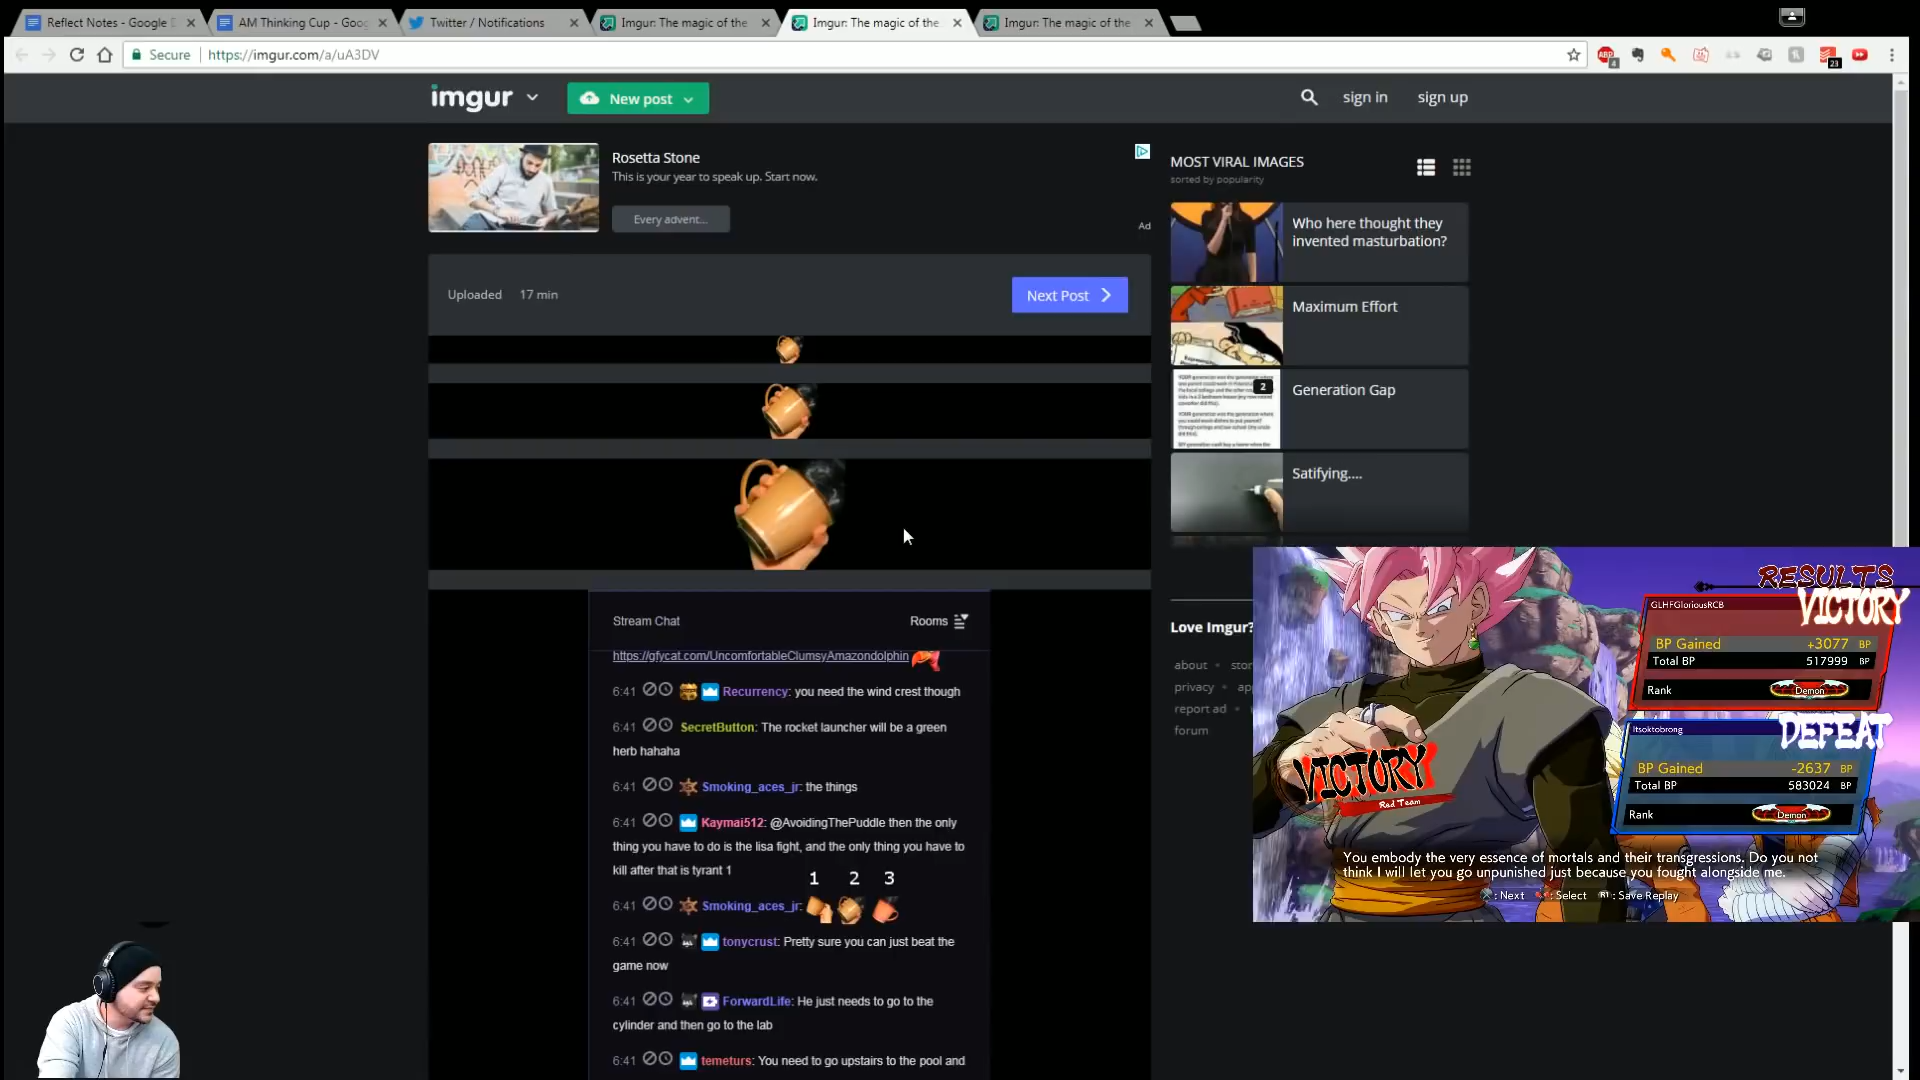 Reflect Notes - Google D
AM Thinking Cup - Goog
Twitter / Notifications
Imgur: The magic of the
Imgur: The magic of the
Imgur: The magic of the
Secure
https://imgur.com/a/uA3DV
23
imgur
New post
sign in
sign up
Rosetta Stone
This is your year to speak up. Start now.
Every advent...
Ad
Uploaded 17 min
Next Post
MOST VIRAL IMAGES
sorted by popularity
Who here thought they
invented masturbation?
Maximum Effort
2
Generation Gap
Satifying....
Love Imgur?
about
privacy
report ad
forum
Stream Chat
Rooms
https://gfycat.com/UncomfortableClumsyAmazondolphin
6:41 Recurrency: you need the wind crest though
6:41 SecretButton: The rocket launcher will be a green
herb hahaha
6:41 Smoking_aces_jr: the things
6:41 Kaymai512: @AvoidingThePuddle then the only
thing you have to do is the lisa fight, and the only thing you have to
kill after that is tyrant 1
1 2 3
6:41 Smoking_aces_jr:
6:41 tonycrust: Pretty sure you can just beat the
game now
6:41 ForwardLife: He just needs to go to the
cylinder and then go to the lab
6:41 temeturs: You need to go upstairs to the pool and
RESULTS
GLHFGloriousRCB
VICTORY
BP Gained +3077 BP
Total BP 517999 BP
Rank Demon
Itsoktobrong
DEFEAT
BP Gained -2637 BP
Total BP 583024 BP
Rank Demon
VICTORY
Red Team
You embody the very essence of mortals and their transgressions. Do you not
think I will let you go unpunished just because you fought alongside me.
: Next : Select R1 : Save Replay